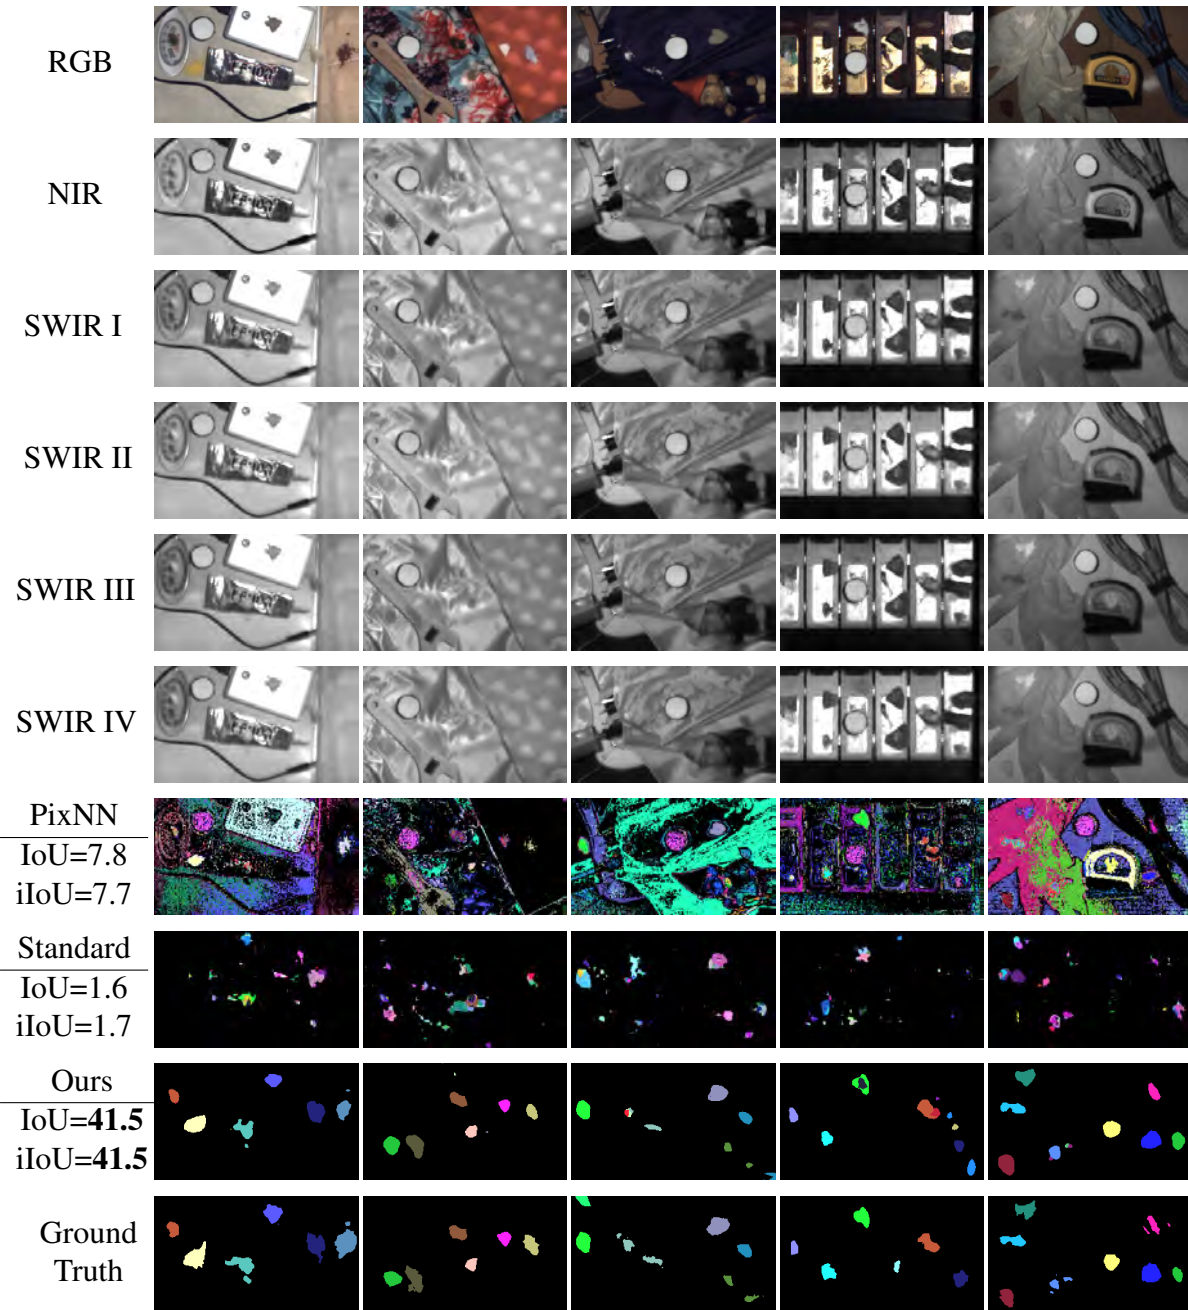 RGB
NIR
SWIR I
SWIR II
SWIR III
SWIR IV
PixNN
IoU=7.8
iIoU=7.7
Standard
IoU=1.6
iIoU=1.7
Ours
IoU=41.5
iIoU=41.5
Ground
Truth